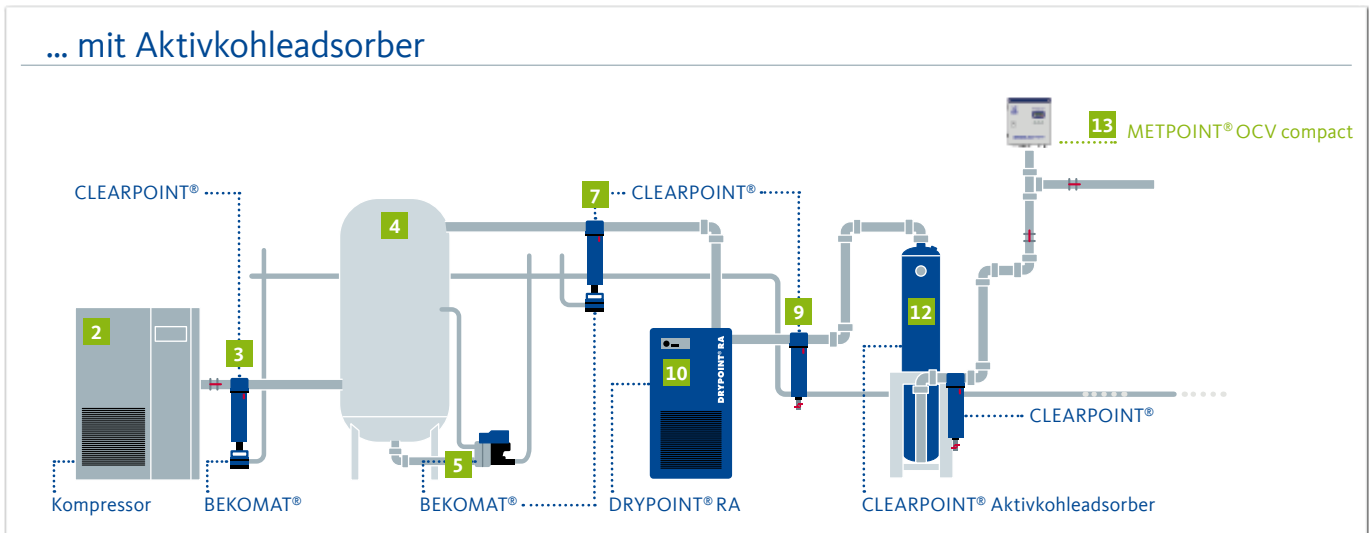 ... mit Aktivkohleadsorber
13
METPOINT® OCV compact
CLEARPOINT®
7
CLEARPOINT®
4
2
3
9
12
10
DRYPOINT® RA
CLEARPOINT®
5
Kompressor
BEKOMAT®
BEKOMAT®
DRYPOINT® RA
CLEARPOINT® Aktivkohleadsorber